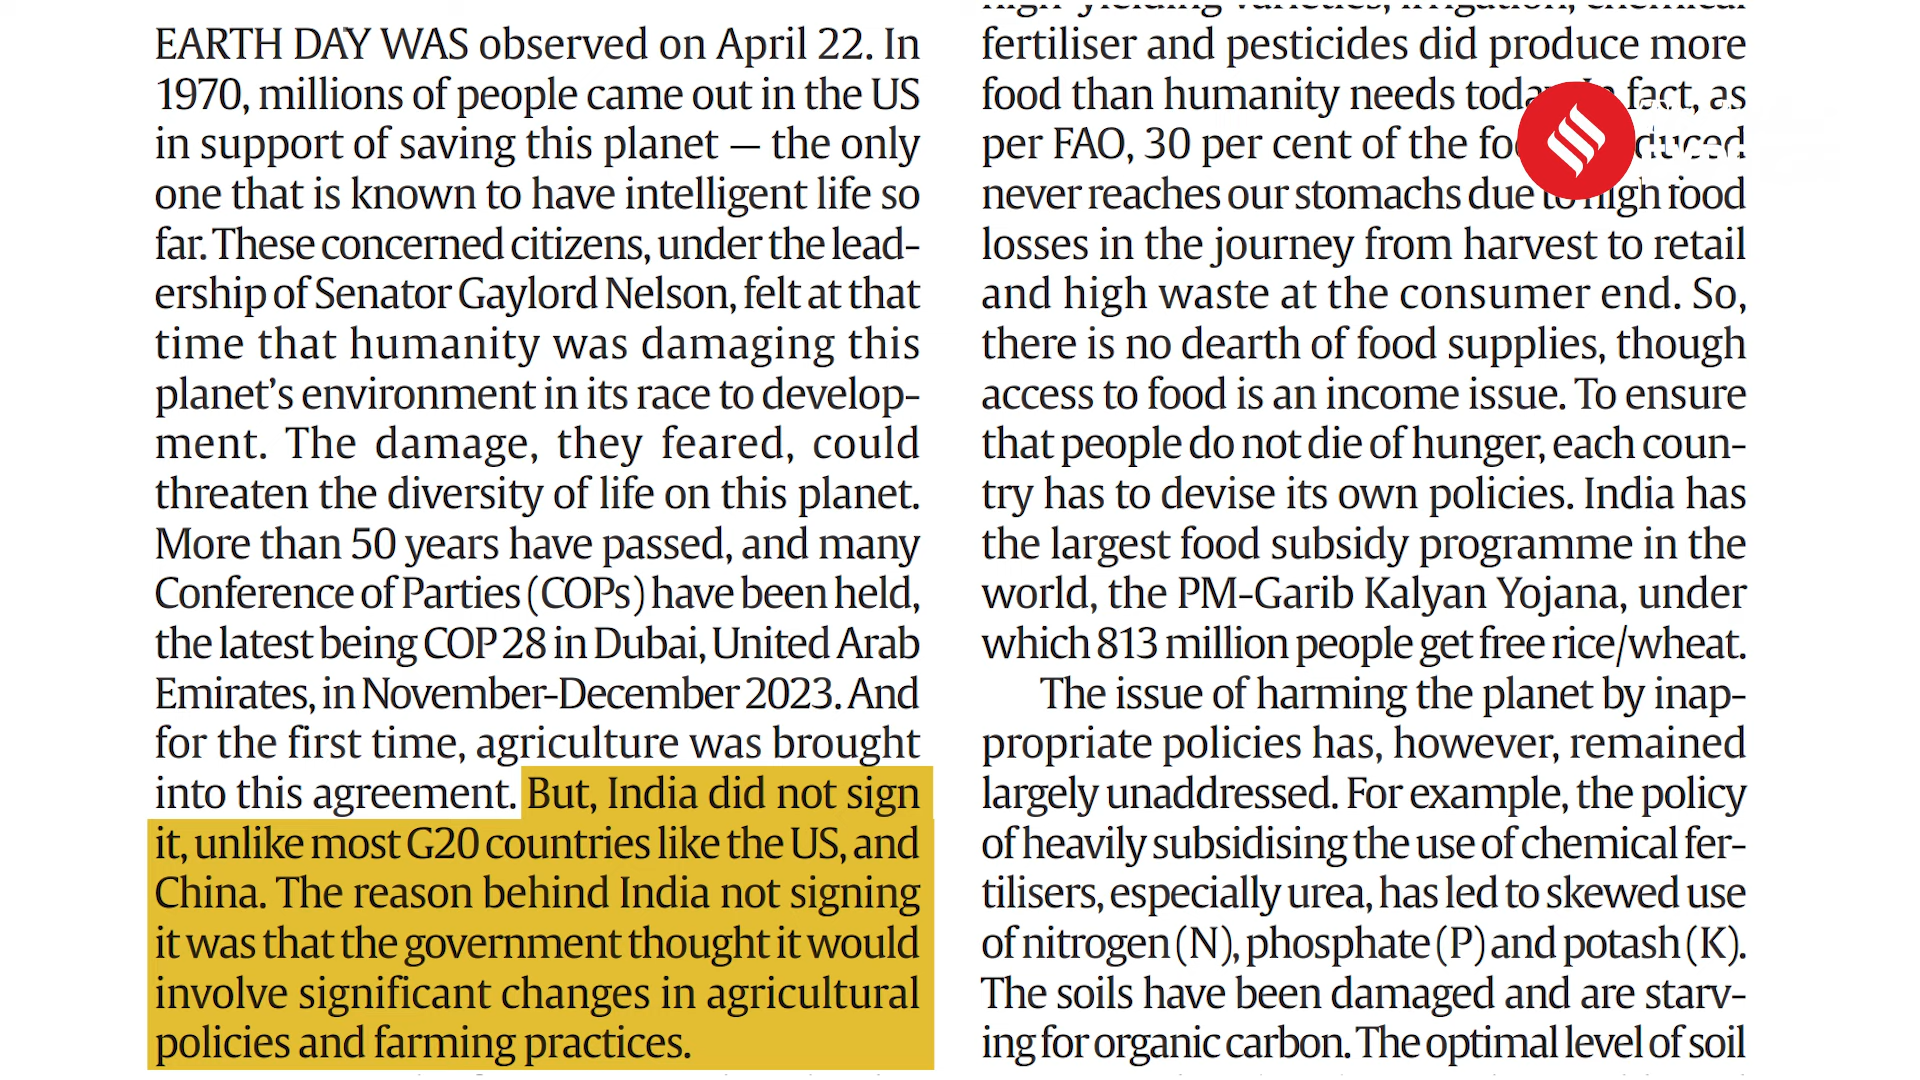 EARTH DAY WAS observed on April 22. In
1970, millions of people came out in the US
in support of saving this planet — the only
one that is known to have intelligent life so
far. These concerned citizens, under the lead-
ership of Senator Gaylord Nelson, felt at that
time that humanity was damaging this
planet's environment in its race to develop-
ment. The damage, they feared, could
threaten the diversity of life on this planet.
More than 50 years have passed, and many
Conference of Parties (COPs) have been held,
the latest being COP 28 in Dubai, United Arab
Emirates, in November-December 2023. And
for the first time, agriculture was brought
into this agreement. But, India did not sign
it, unlike most G20 countries like the US, and
China. The reason behind India not signing
it was that the government thought it would
involve significant changes in agricultural
policies and farming practices.
high-yielding varieties, irrigation, chemical
fertiliser and pesticides did produce more
food than humanity needs today. In fact, as
per FAO, 30 per cent of the
never reaches our stomachs due to high food
losses in the journey from harvest to retail
and high waste at the consumer end. So,
there is no dearth of food supplies, though
access to food is an income issue. To ensure
that people do not die of hunger, each coun-
try has to devise its own policies. India has
the largest food subsidy programme in the
world, the PM-Garib Kalyan Yojana, under
which 813 million people get free rice/wheat.
The issue of harming the planet by inap-
propriate policies has, however, remained
largely unaddressed. For example, the policy
of heavily subsidising the use of chemical fer-
tilisers, especially urea, has led to skewed use
of nitrogen (N), phosphate (P) and potash (K).
The soils have been damaged and are starv-
ing for organic carbon. The optimal level of soil